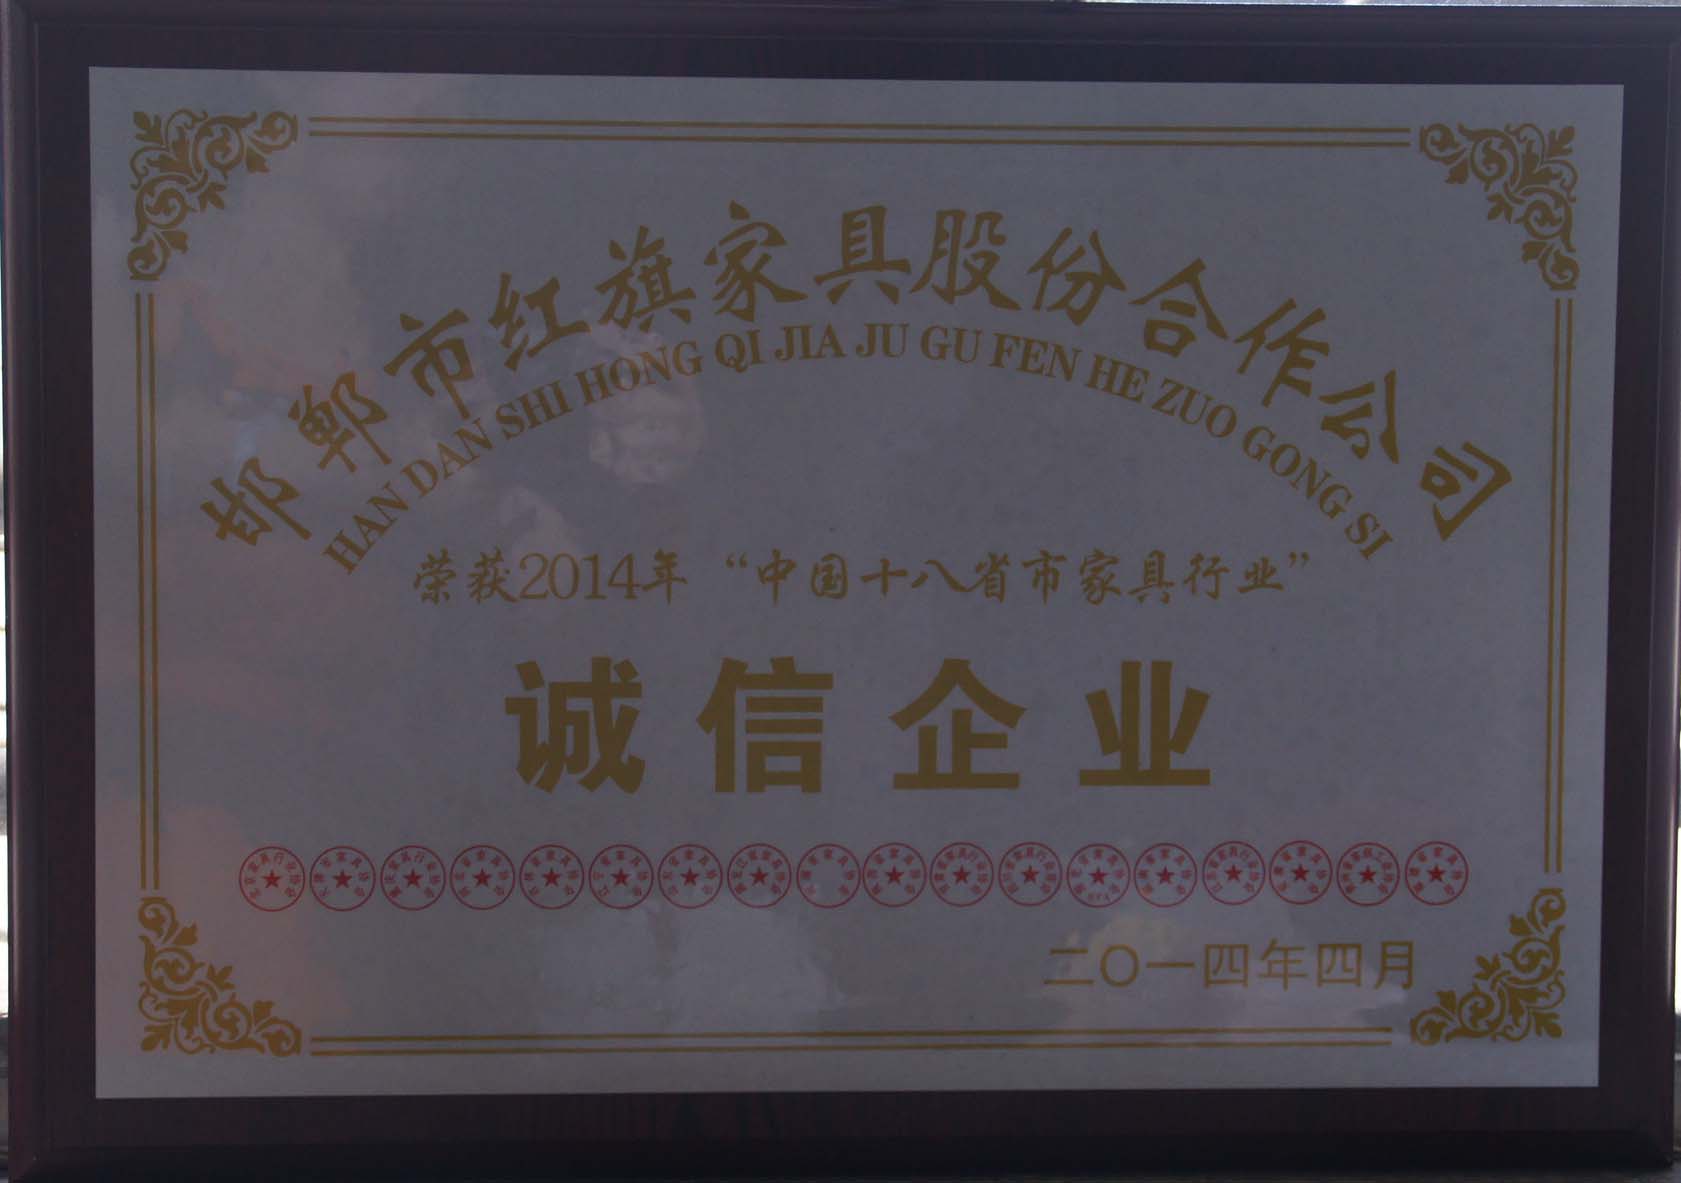 邯郸市红旗家具股份合作公司
HAN DAN SHI HONG QI JIA JU GU FEN HE ZUO GONG SI
荣获2014年“中国十八省市家具行业”
诚信企业
二〇一四年四月